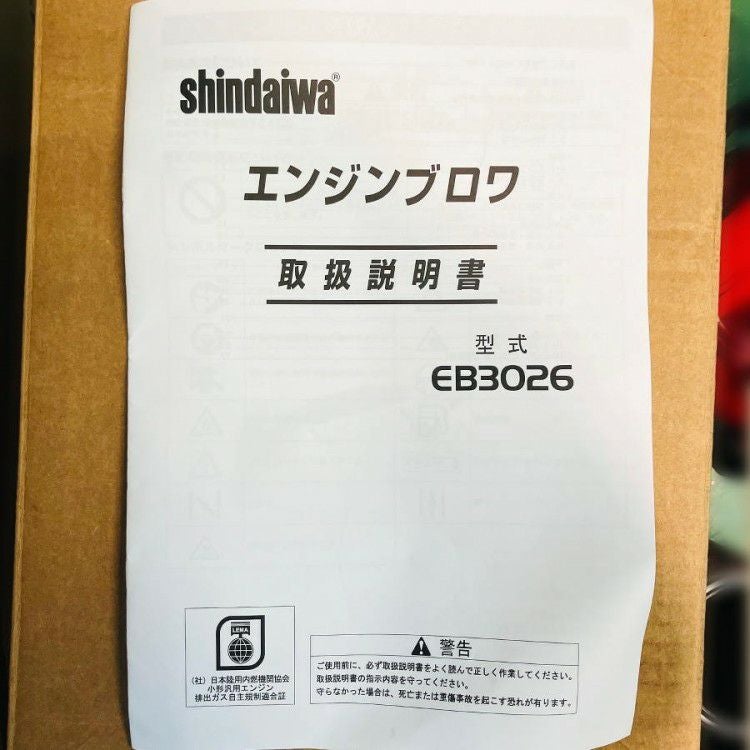 shindaiwa®
エンジンブロワ
取扱説明書
型式
EB3026
LEMA
(社)日本陸用内燃機関協会
小形汎用エンジン
排出ガス自主規制適合証
警告
ご使用前に、必ず取扱説明書をよく読んで正しく作業してください。
取扱説明書の指示内容を守ってください。
守らなかった場合は、死亡または重傷事故を起こす恐れが有ります。